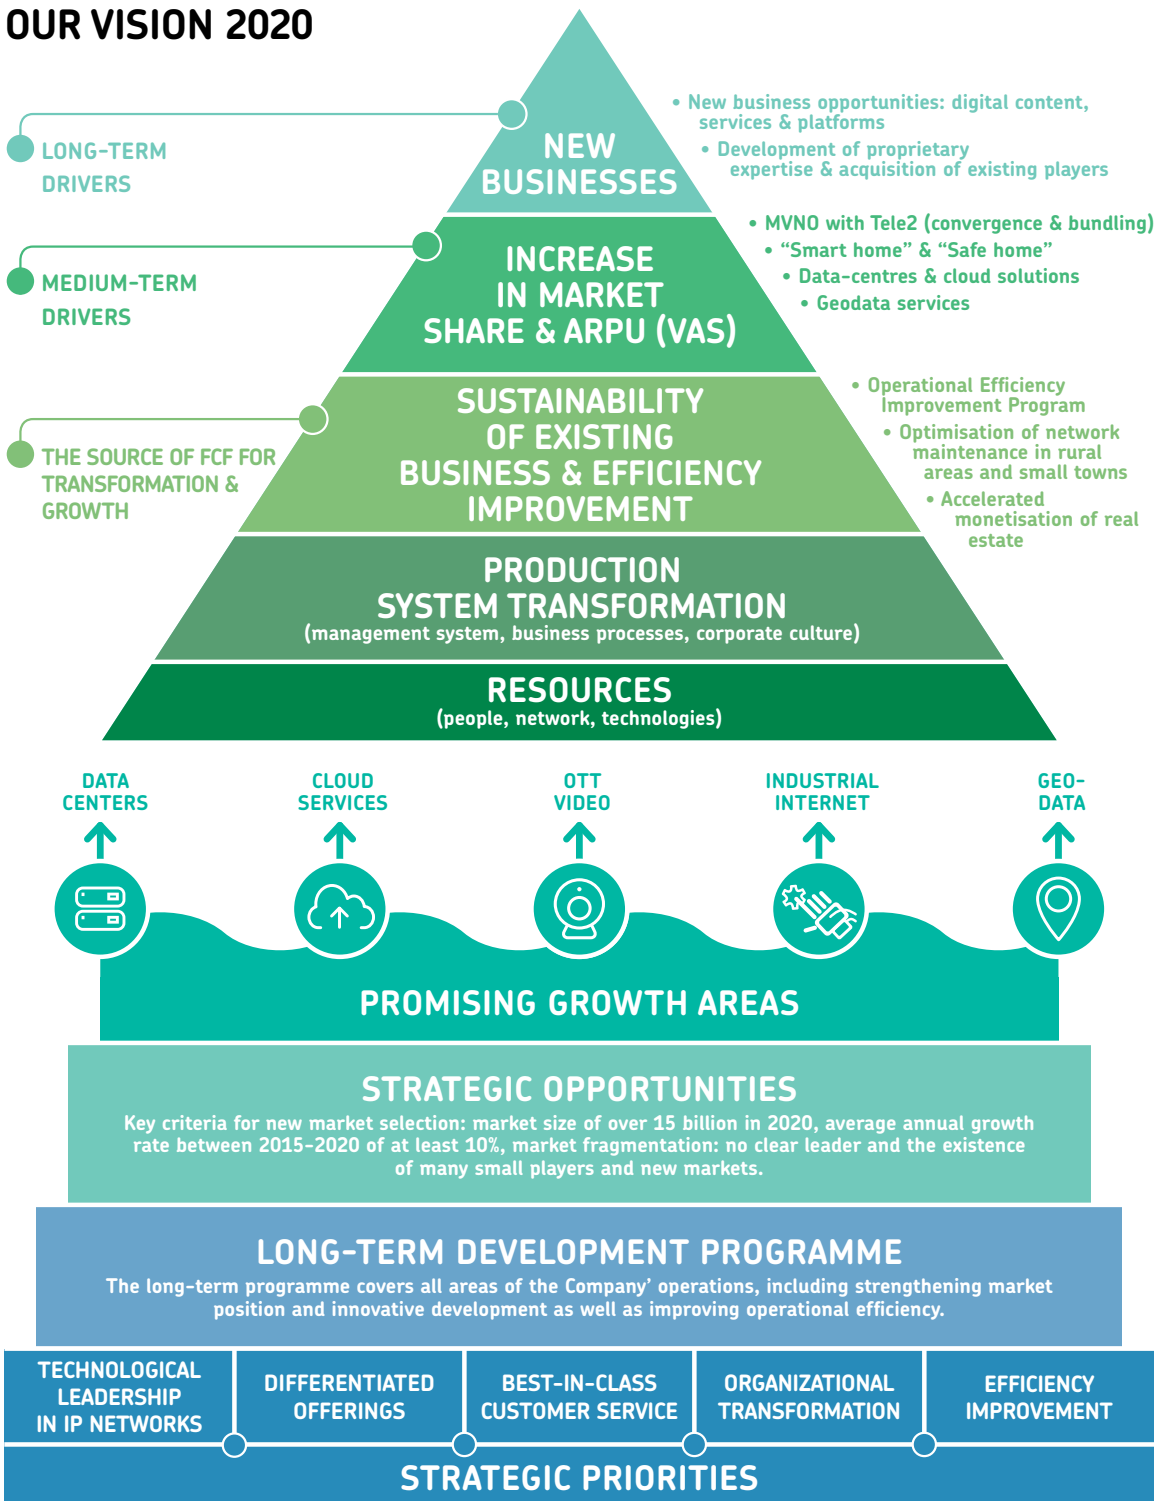 OUR VISION 2020
LONG-TERM
DRIVERS
NEW
BUSINESSES
• New business opportunities: digital content,
services & platforms
• Development of proprietary
expertise & acquisition of existing players
MEDIUM-TERM
DRIVERS
INCREASE
IN MARKET
SHARE & ARPU (VAS)
• MVNO with Tele2 (convergence & bundling)
• “Smart home” & “Safe home”
• Data-centres & cloud solutions
• Geodata services
THE SOURCE OF FCF FOR
TRANSFORMATION &
GROWTH
SUSTAINABILITY
OF EXISTING
BUSINESS & EFFICIENCY
IMPROVEMENT
• Operational Efficiency
Improvement Program
• Optimisation of network
maintenance in rural
areas and small towns
• Accelerated
monetisation of real
estate
PRODUCTION
SYSTEM TRANSFORMATION
(management system, business processes, corporate culture)
RESOURCES
(people, network, technologies)
DATA
CENTERS
CLOUD
SERVICES
OTT
VIDEO
INDUSTRIAL
INTERNET
GEO-
DATA
PROMISING GROWTH AREAS
STRATEGIC OPPORTUNITIES
Key criteria for new market selection: market size of over 15 billion in 2020, average annual growth
rate between 2015-2020 of at least 10%, market fragmentation: no clear leader and the existence
of many small players and new markets.
LONG-TERM DEVELOPMENT PROGRAMME
The long-term programme covers all areas of the Company’ operations, including strengthening market
position and innovative development as well as improving operational efficiency.
TECHNOLOGICAL
LEADERSHIP
IN IP NETWORKS
DIFFERENTIATED
OFFERINGS
BEST-IN-CLASS
CUSTOMER SERVICE
ORGANIZATIONAL
TRANSFORMATION
EFFICIENCY
IMPROVEMENT
STRATEGIC PRIORITIES